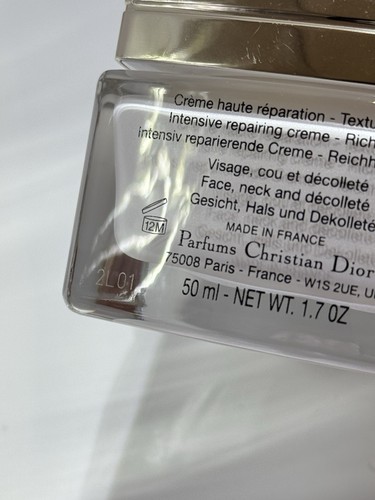 Crème haute réparation - Textu
Intensive repairing creme - Rich
Intensiv reparierende Creme - Reichh
Visage, cou et décolleté
Face, neck and décolleté
Gesicht, Hals und Dekolleté
MADE IN FRANCE
Parfums Christian Dior
12M
75008 Paris - France - W1S 2UE, U
2L01
50 ml - NET WT. 1.7 OZ